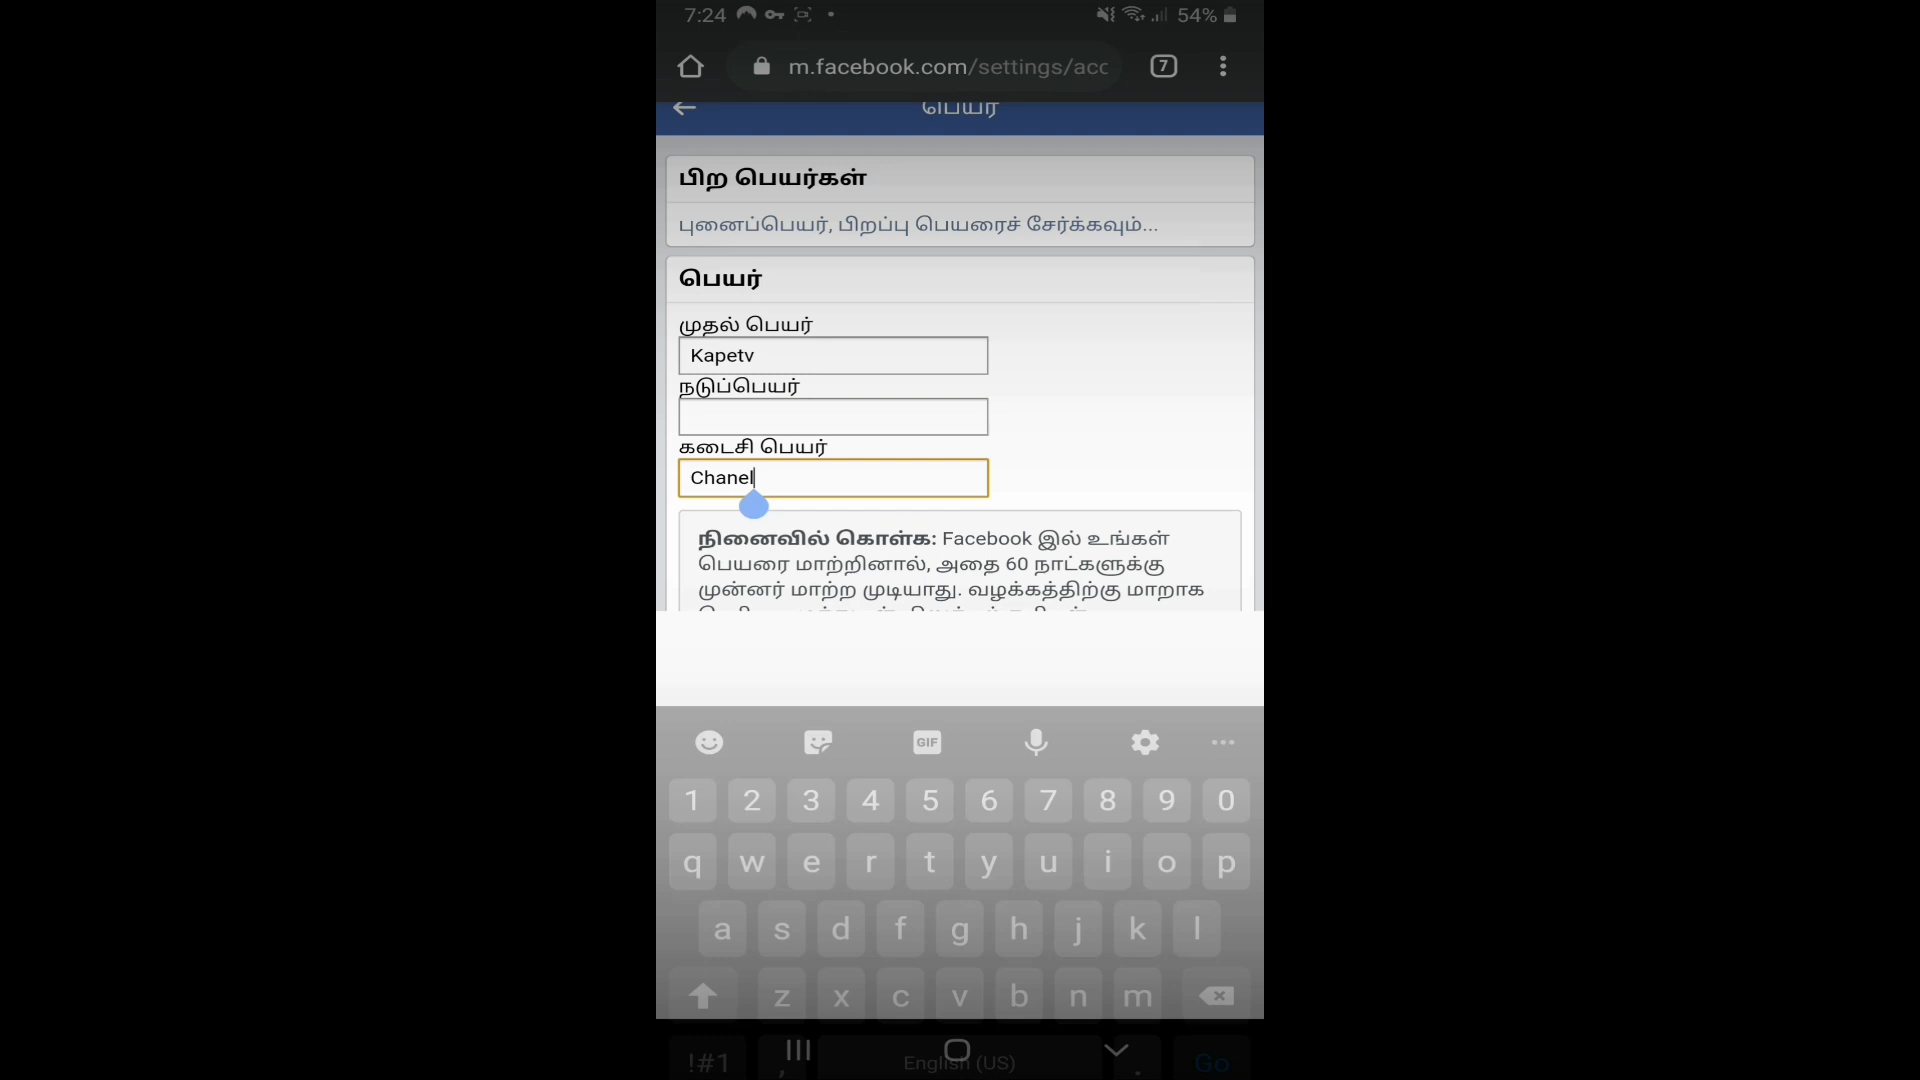 7:24
54%
m.facebook.com/settings/acc
7
பெயர்
பிற பெயர்கள்
புனைப்பெயர், பிறப்பு பெயரைச் சேர்க்கவும்...
பெயர்
முதல் பெயர்
Kapetv
நடுப்பெயர்
கடைசி பெயர்
Chanel
நினைவில் கொள்க: Facebook இல் உங்கள்
பெயரை மாற்றினால், அதை 60 நாட்களுக்கு
முன்னர் மாற்ற முடியாது. வழக்கத்திற்கு மாறாக
GIF
1 2 3 4 5 6 7 8 9 0
q w e r t y u i o p
a s d f g h j k l
z x c v b n m
!#1 , English (US) . Go